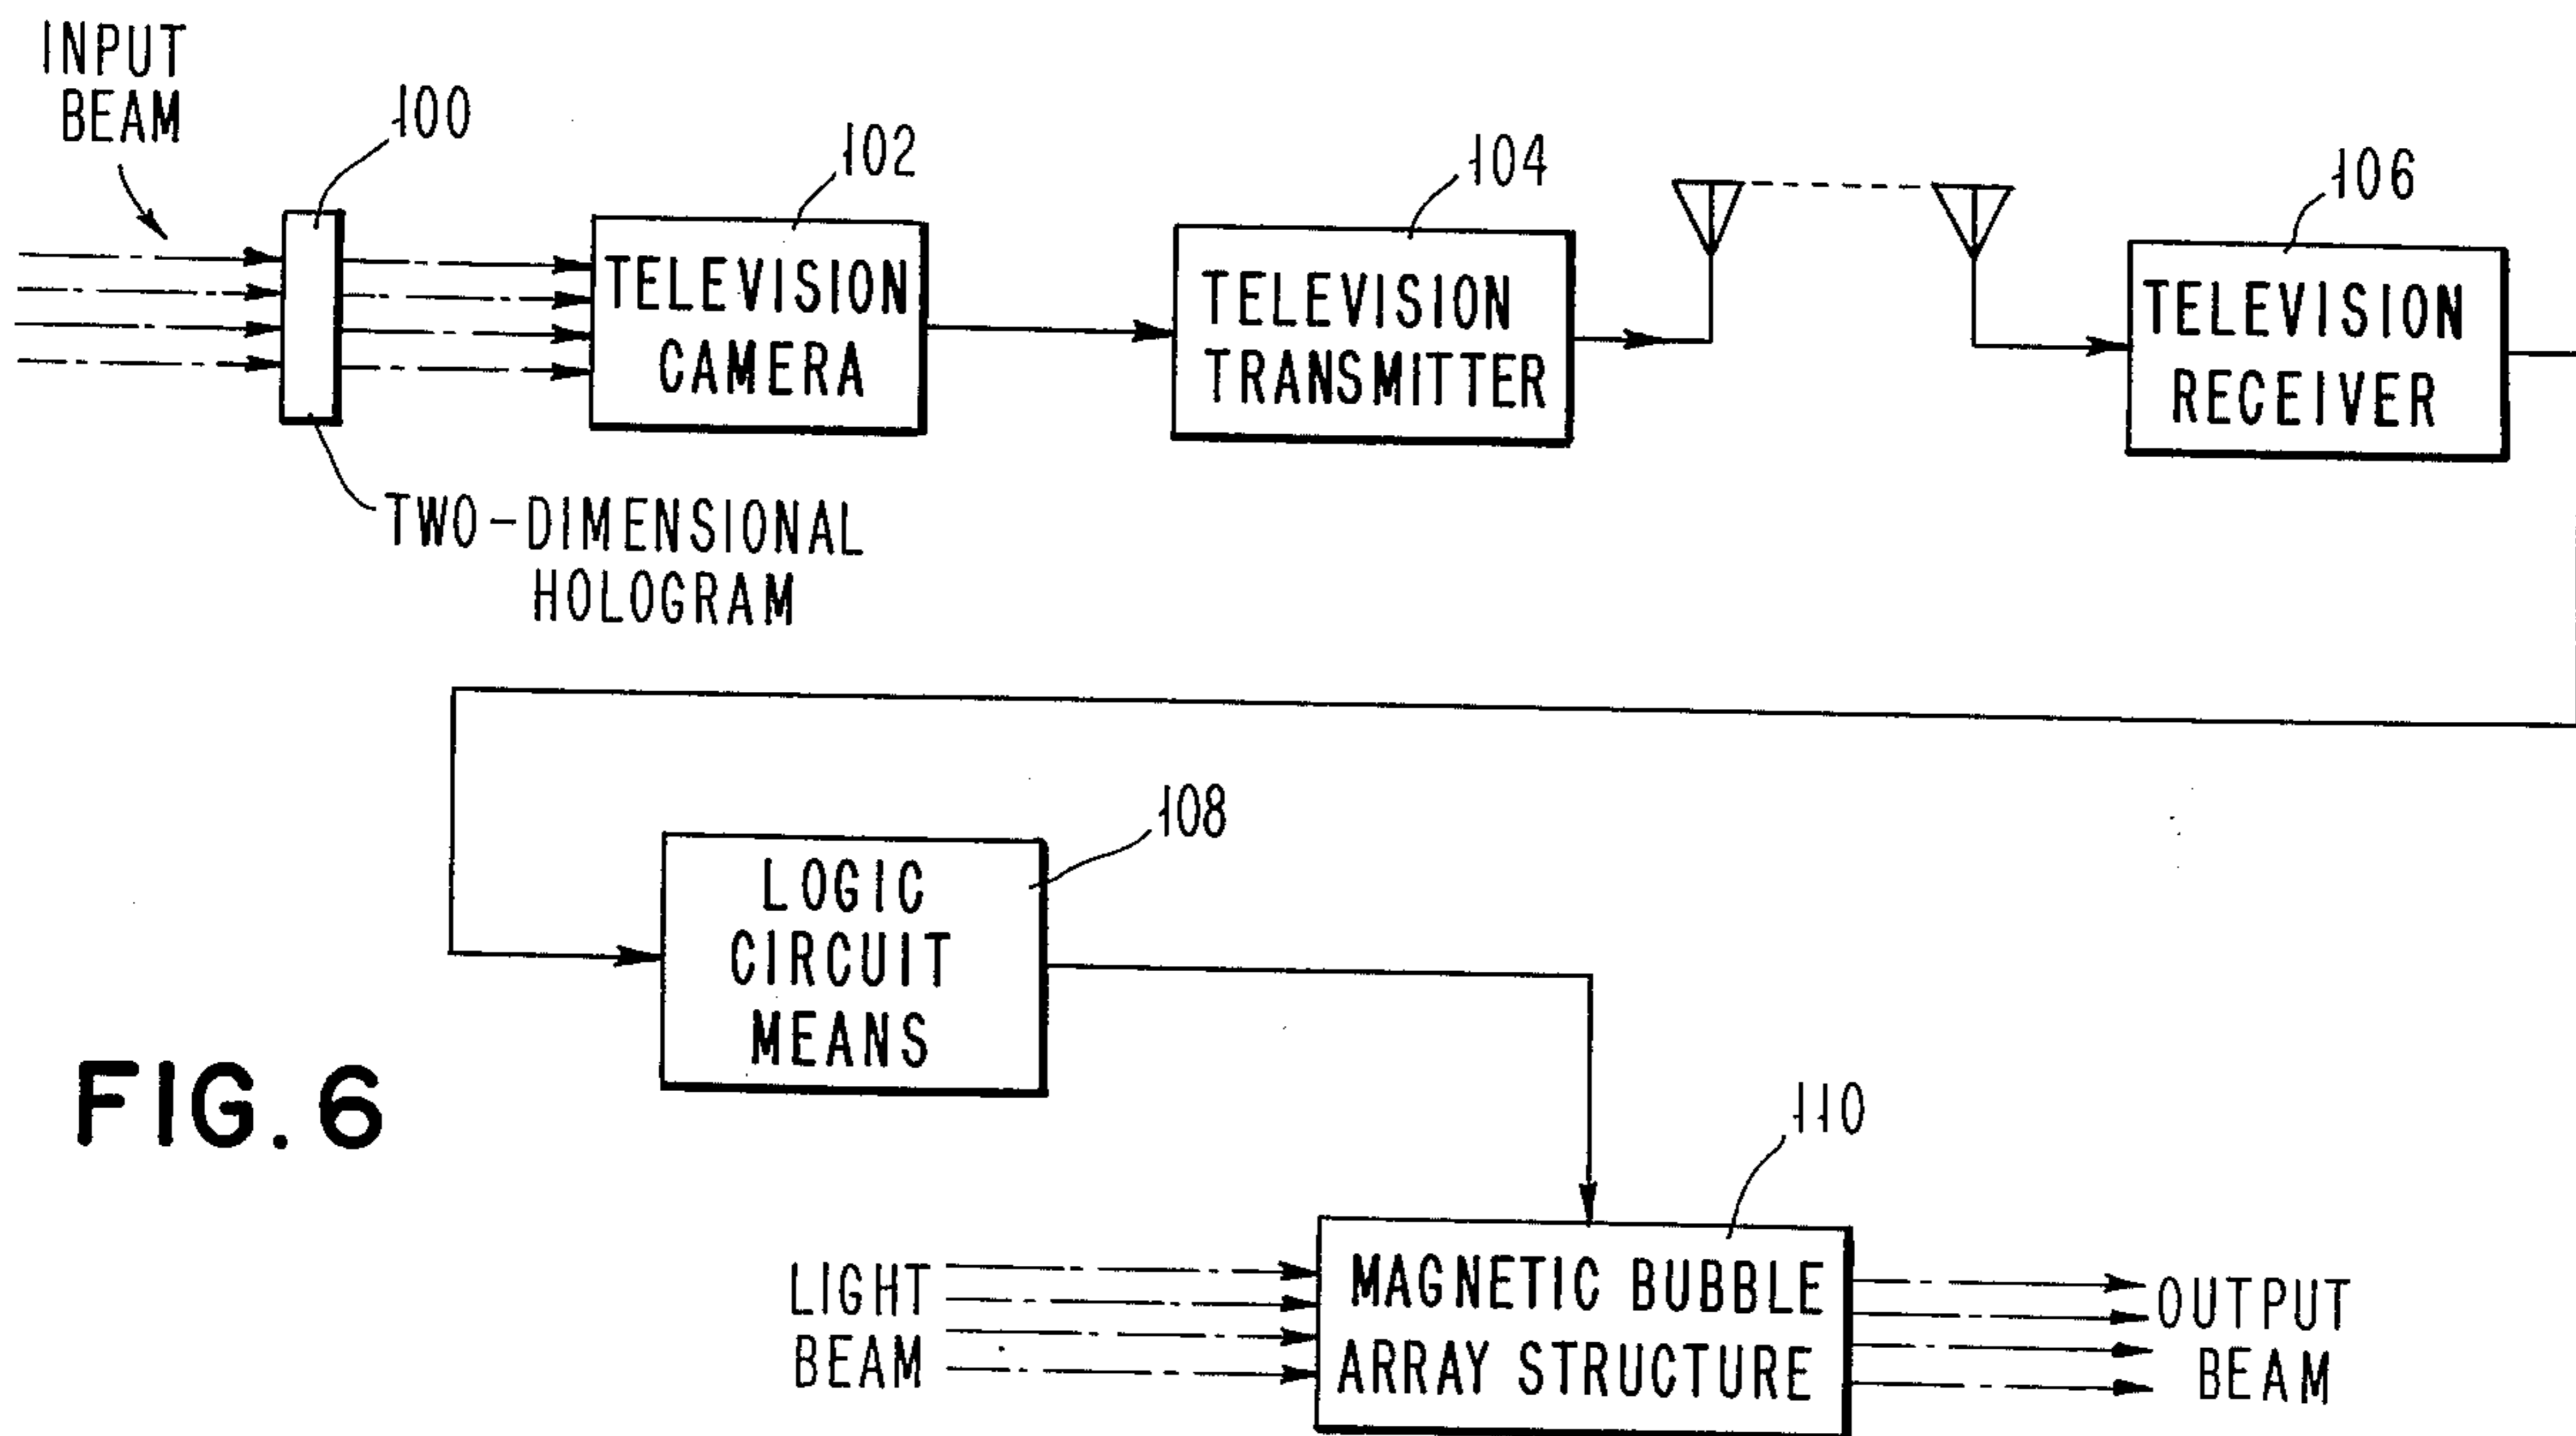 INPUT
BEAM
100
102
104
106
TELEVISION
CAMERA
TELEVISION
TRANSMITTER
TELEVISION
RECEIVER
TWO-DIMENSIONAL
HOLOGRAM
108
LOGIC
CIRCUIT
MEANS
FIG. 6
110
LIGHT
BEAM
MAGNETIC BUBBLE
ARRAY STRUCTURE
OUTPUT
BEAM